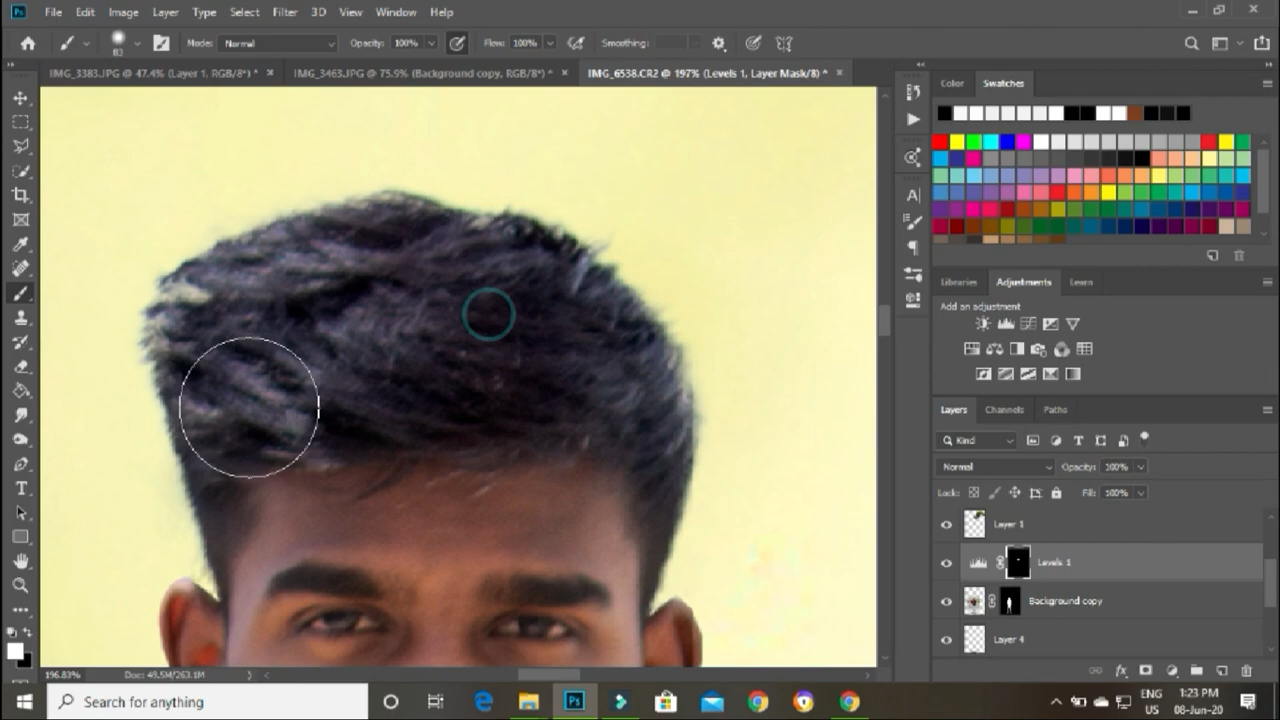 Ps File Edit Image Layer Type Select Filter 3D View Window Help
83 Mode: Normal Opacity: 100% Flow: 100% Smoothing:
IMG_3383.JPG @ 47.4% (Layer 1, RGB/8*) * × IMG_3463.JPG @ 75.9% (Background copy, RGB/8*) * × IMG_6538.CR2 @ 197% (Levels 1, Layer Mask/8) * ×
Color Swatches
Libraries Adjustments Learn
Add an adjustment
Layers Channels Paths
Kind
Normal Opacity: 100%
Lock: Fill: 100%
Layer 1
Levels 1
Background copy
Layer 4
196.83% Doc: 49.5M/263.1M
Search for anything
Ps
ENG
US
1:23 PM
08-Jun-20